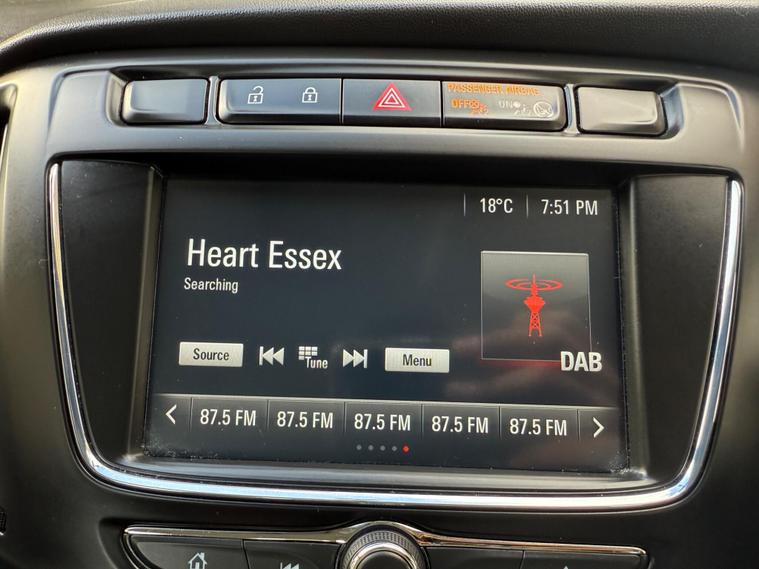 PASSENGER AIRBAG
OFF ON
18°C 7:51 PM
Heart Essex
Searching
Source Tune Menu
DAB
87.5 FM 87.5 FM 87.5 FM 87.5 FM 87.5 FM